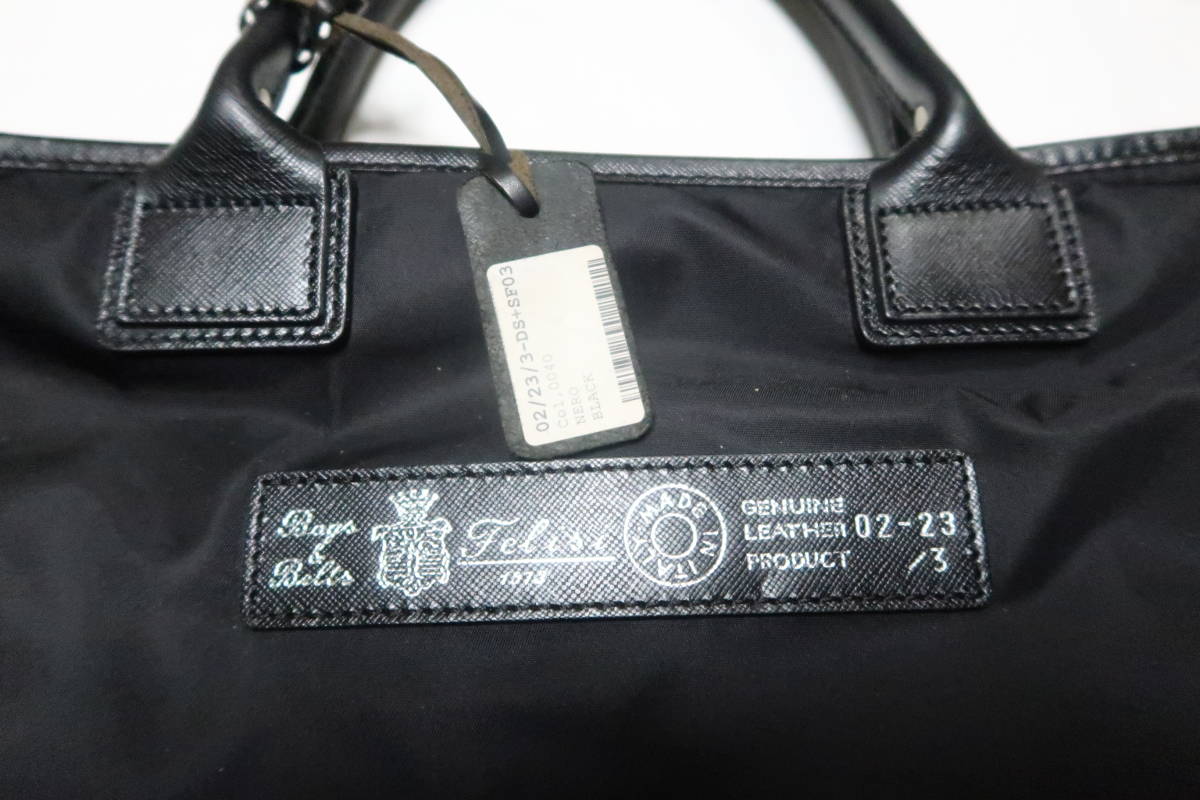 02/23/3-DS+SF03
Col.0040
NERO
BLACK
Bags
&
Belts
Felisi
1973
MADE IN ITALY
GENUINE
LEATHER 02-23
PRODUCT /3